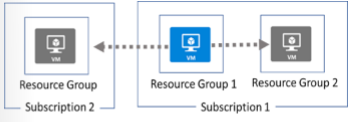 VM
VM
VM
Resource Group
Resource Group 1
Resource Group 2
Subscription 2
Subscription 1